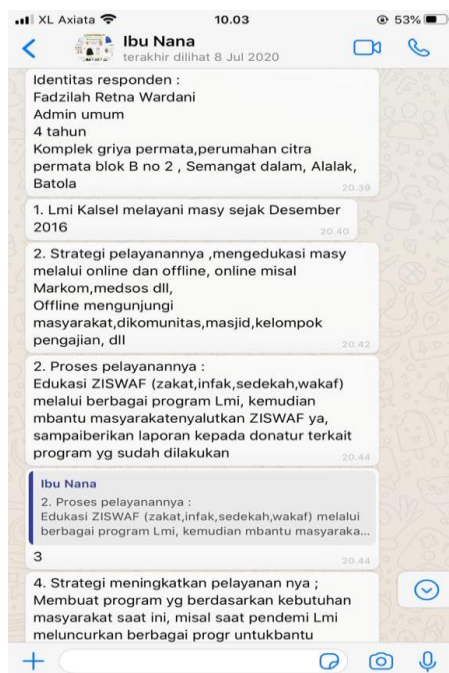 XL Axiata
10.03
53%
Ibu Nana
terakhir dilihat 8 Jul 2020
Identitas responden :
Fadzilah Retna Wardani
Admin umum
4 tahun
Komplek griya permata,perumahan citra
permata blok B no 2 , Semangat dalam, Alalak,
Batola
20.39
1. Lmi Kalsel melayani masy sejak Desember
2016
20.40
2. Strategi pelayanannya ,mengedukasi masy
melalui online dan offline, online misal
Markom,medsos dll,
Offline mengunjungi
masyarakat,dikomunitas,masjid,kelompok
pengajian, dll
20.42
2. Proses pelayanannya :
Edukasi ZISWAF (zakat,infak,sedekah,wakaf)
melalui berbagai program Lmi, kemudian
mbantu masyarakatenyalutkan ZISWAF ya,
sampaiberikan laporan kepada donatur terkait
program yg sudah dilakukan
20.44
Ibu Nana
2. Proses pelayanannya :
Edukasi ZISWAF (zakat,infak,sedekah,wakaf) melalui
berbagai program Lmi, kemudian mbantu masyaraka...
3
20.44
4. Strategi meningkatkan pelayanan nya ;
Membuat program yg berdasarkan kebutuhan
masyarakat saat ini, misal saat pendemi Lmi
meluncurkan berbagai progr untukbantu